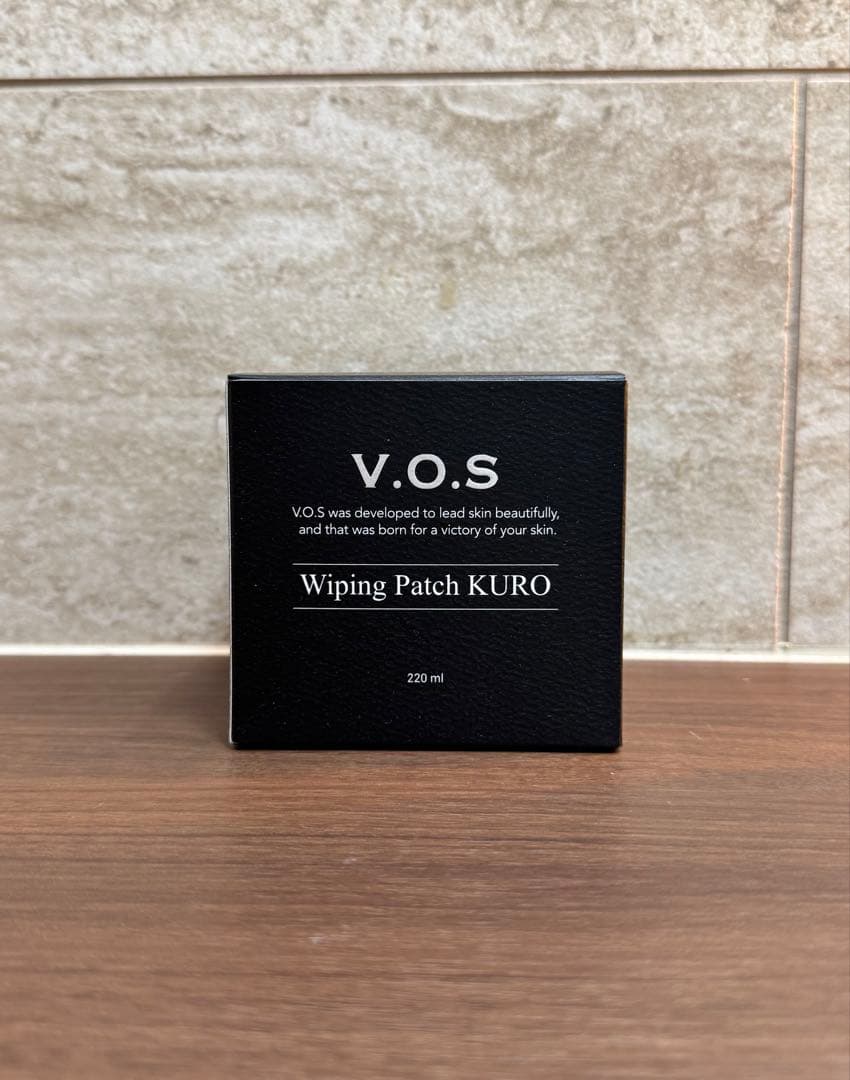 V.O.S
V.O.S was developed to lead skin beautifully,
and that was born for a victory of your skin.
Wiping Patch KURO
220 ml